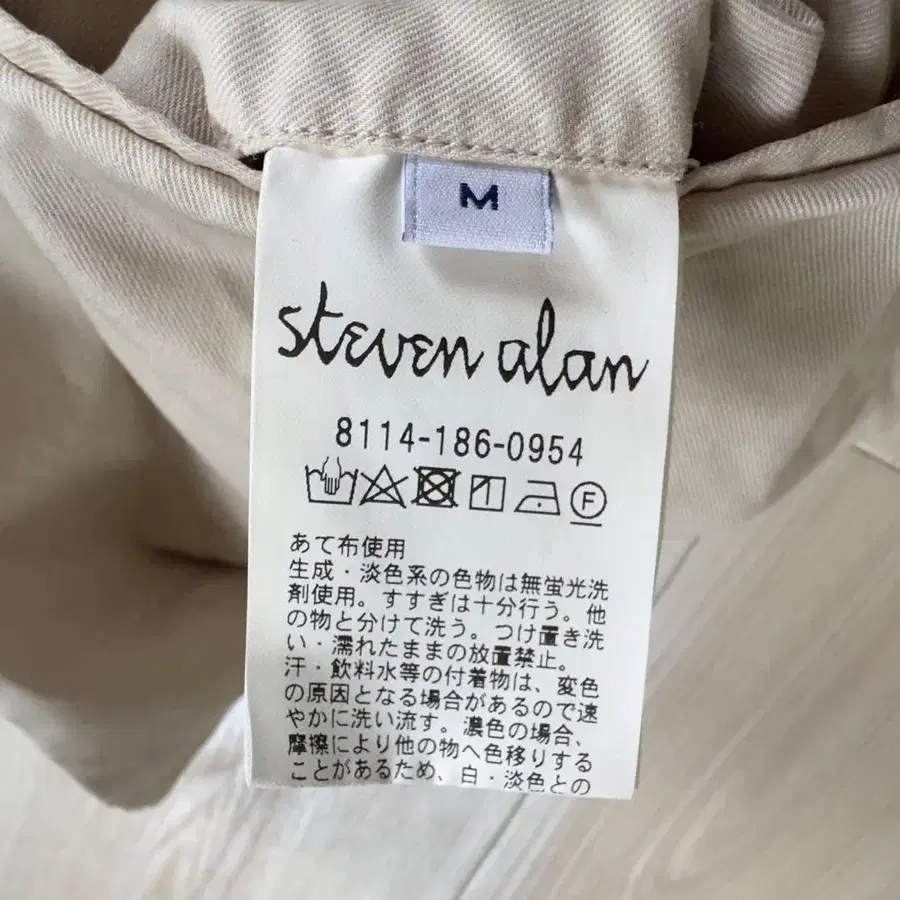 M
steven alan
8114-186-0954
F
あて布使用
生成・淡色系の色物は無蛍光洗
剤使用。すすぎは十分行う。他
の物と分けて洗う。つけ置き洗
い・濡れたままの放置禁止。
汗・飲料水等の付着物は、変色
の原因となる場合があるので速
やかに洗い流す。濃色の場合、
摩擦により他の物へ色移りする
ことがあるため、白・淡色との